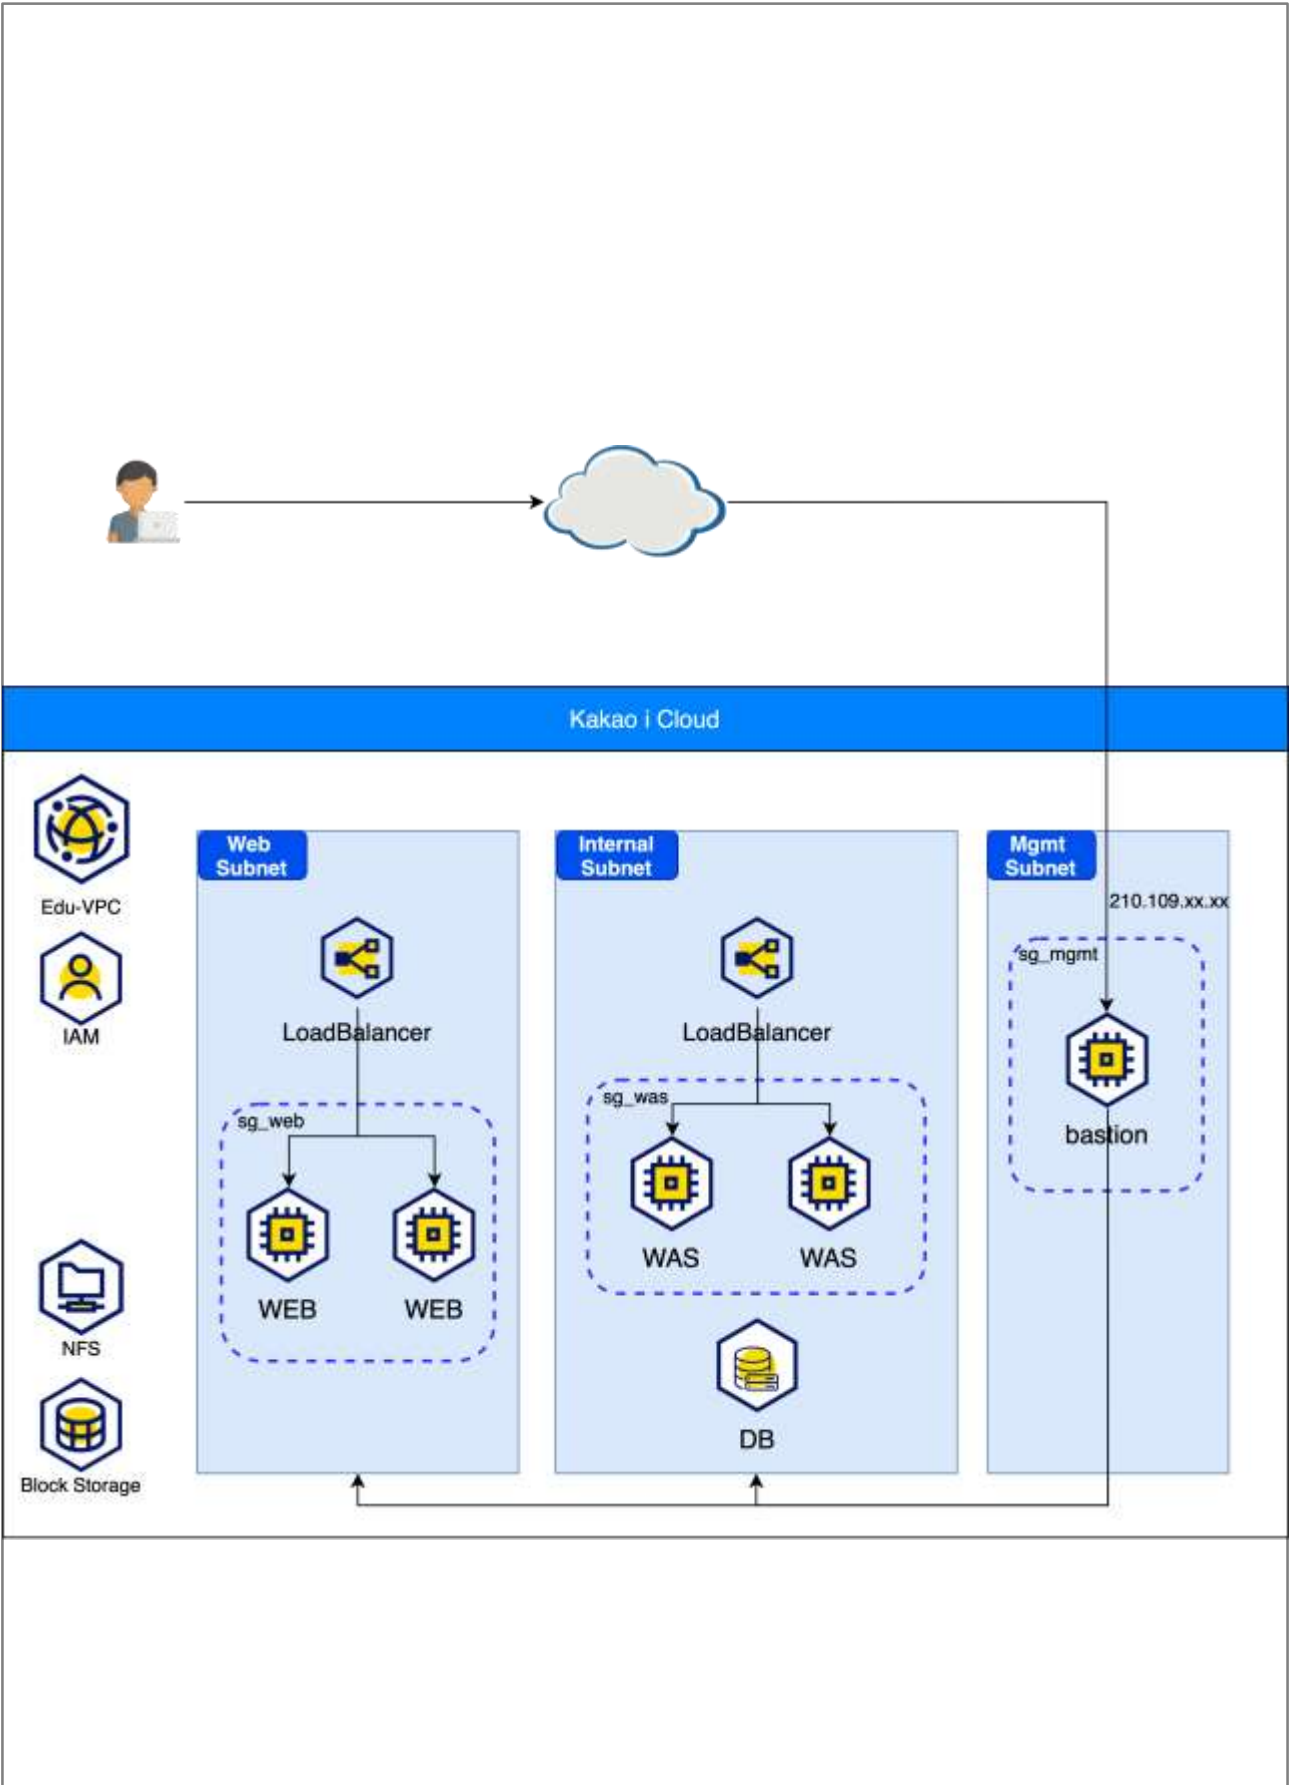 Kakao i Cloud
Edu-VPC
IAM
NFS
Block Storage
Web
Subnet
LoadBalancer
sg_web
WEB
WEB
Internal
Subnet
LoadBalancer
sg_was
WAS
WAS
DB
Mgmt
Subnet
210.109.xx.xx
sg_mgmt
bastion